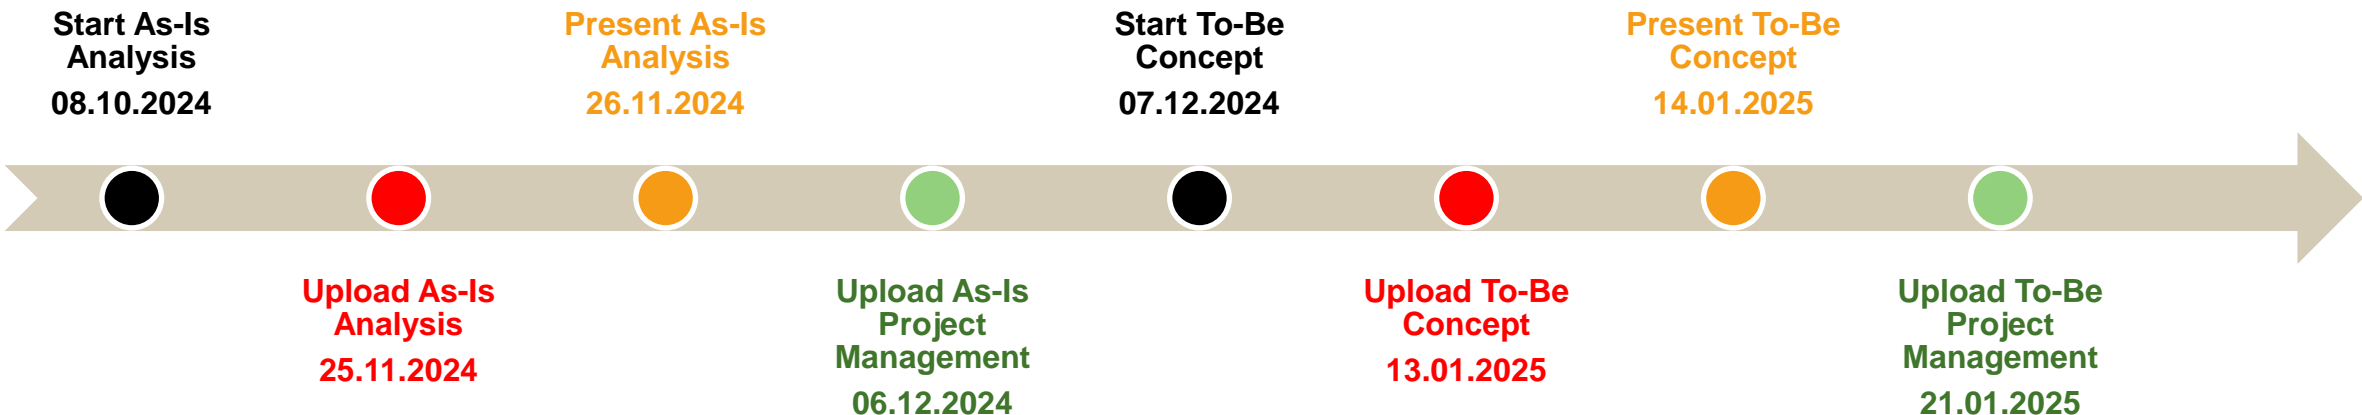 Start As-Is
Analysis
08.10.2024
Upload As-Is
Analysis
25.11.2024
Present As-Is
Analysis
26.11.2024
Upload As-Is
Project
Management
06.12.2024
Start To-Be
Concept
07.12.2024
Upload To-Be
Concept
13.01.2025
Present To-Be
Concept
14.01.2025
Upload To-Be
Project
Management
21.01.2025